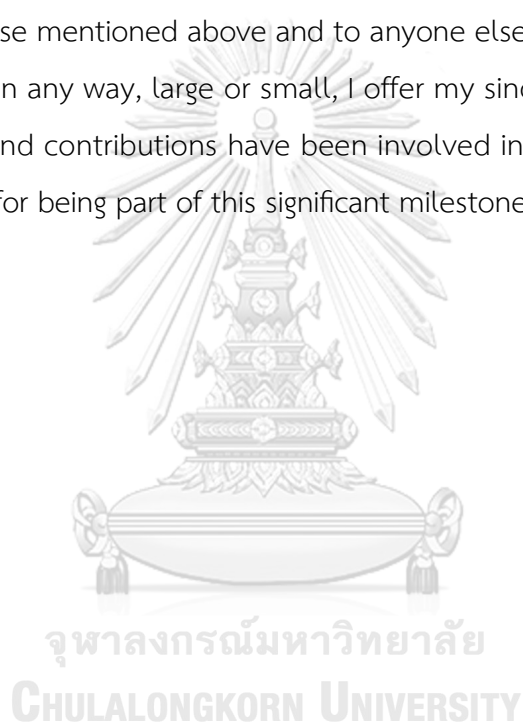 se mentioned above and to anyone else
n any way, large or small, I offer my sinc
nd contributions have been involved in
for being part of this significant milestone
จุฬาลงกรณ์มหาวิทยาลัย
CHULALONGKORN UNIVERSITY